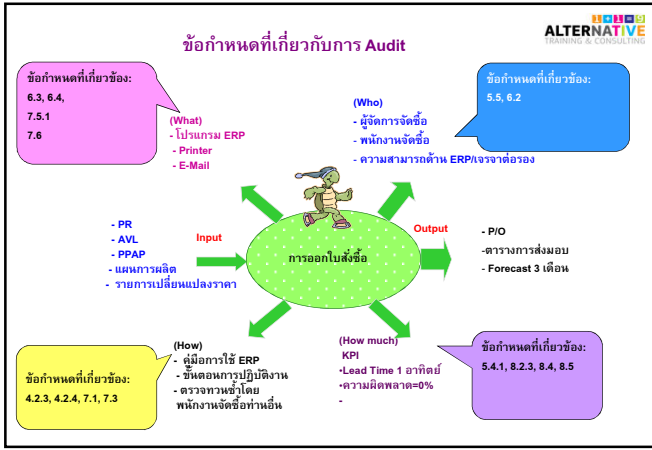 ข้อกำหนดที่เกี่ยวกับการ Audit
1+1=9
ALTERNATIVE
TRAINING & CONSULTING
ข้อกำหนดที่เกี่ยวข้อง:
6.3, 6.4,
7.5.1
7.6
(What)
- โปรแกรม ERP
- Printer
- E-Mail
(Who)
- ผู้จัดการจัดซื้อ
- พนักงานจัดซื้อ
- ความสามารถด้าน ERP/เจรจาต่อรอง
ข้อกำหนดที่เกี่ยวข้อง:
5.5, 6.2
- PR
- AVL
- PPAP
- แผนการผลิต
- รายการเปลี่ยนแปลงราคา
Input
การออกใบสั่งซื้อ
Output
- P/O
-ตารางการส่งมอบ
- Forecast 3 เดือน
ข้อกำหนดที่เกี่ยวข้อง:
4.2.3, 4.2.4, 7.1, 7.3
(How)
- คู่มือการใช้ ERP
- ขั้นตอนการปฏิบัติงาน
- ตรวจทวนซ้ำโดย
พนักงานจัดซื้อท่านอื่น
(How much)
KPI
•Lead Time 1 อาทิตย์
•ความผิดพลาด=0%
-
ข้อกำหนดที่เกี่ยวข้อง:
5.4.1, 8.2.3, 8.4, 8.5